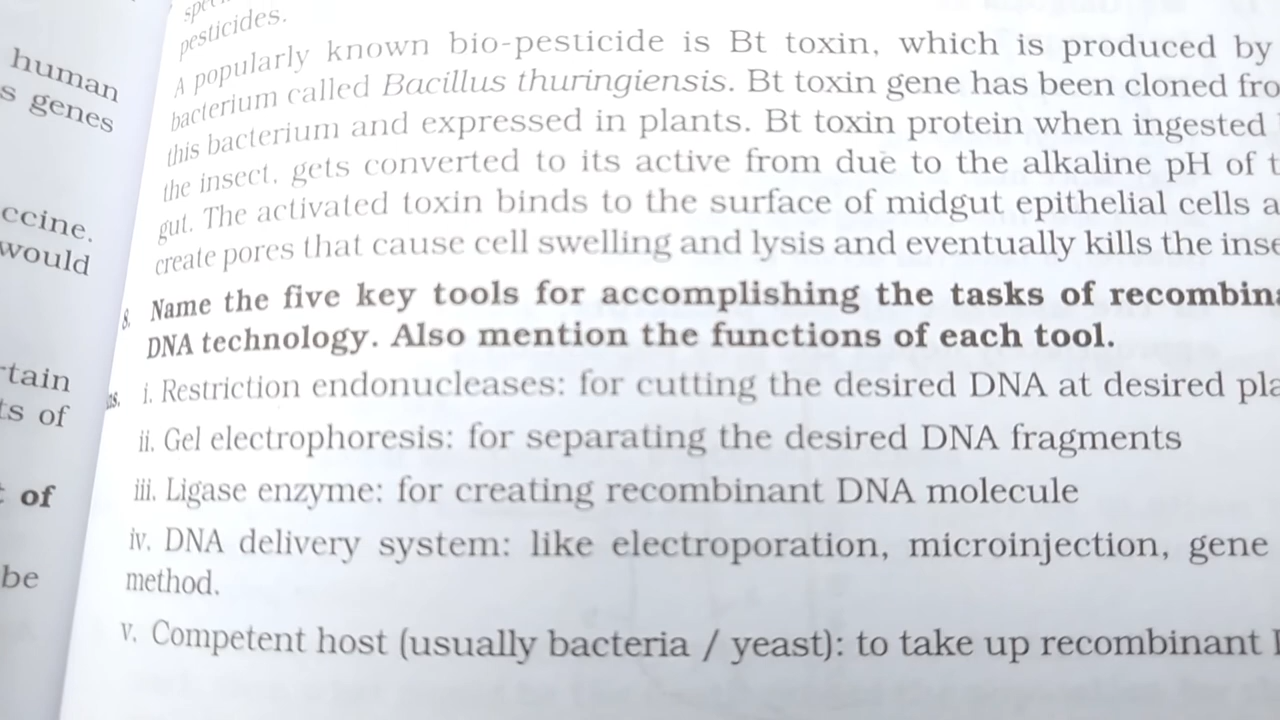 human
s genes
ccine.
would
rtain
ts of
of
be
pesticides.
A popularly known bio-pesticide is Bt toxin, which is produced by
bacterium called Bacillus thuringiensis. Bt toxin gene has been cloned fro
this bacterium and expressed in plants. Bt toxin protein when ingested
the insect, gets converted to its active from due to the alkaline pH of t
gut. The activated toxin binds to the surface of midgut epithelial cells a
create pores that cause cell swelling and lysis and eventually kills the inse
8. Name the five key tools for accomplishing the tasks of recombin
DNA technology. Also mention the functions of each tool.
ns. i. Restriction endonucleases: for cutting the desired DNA at desired pla
ii. Gel electrophoresis: for separating the desired DNA fragments
iii. Ligase enzyme: for creating recombinant DNA molecule
iv. DNA delivery system: like electroporation, microinjection, gene
method.
v. Competent host (usually bacteria / yeast): to take up recombinant